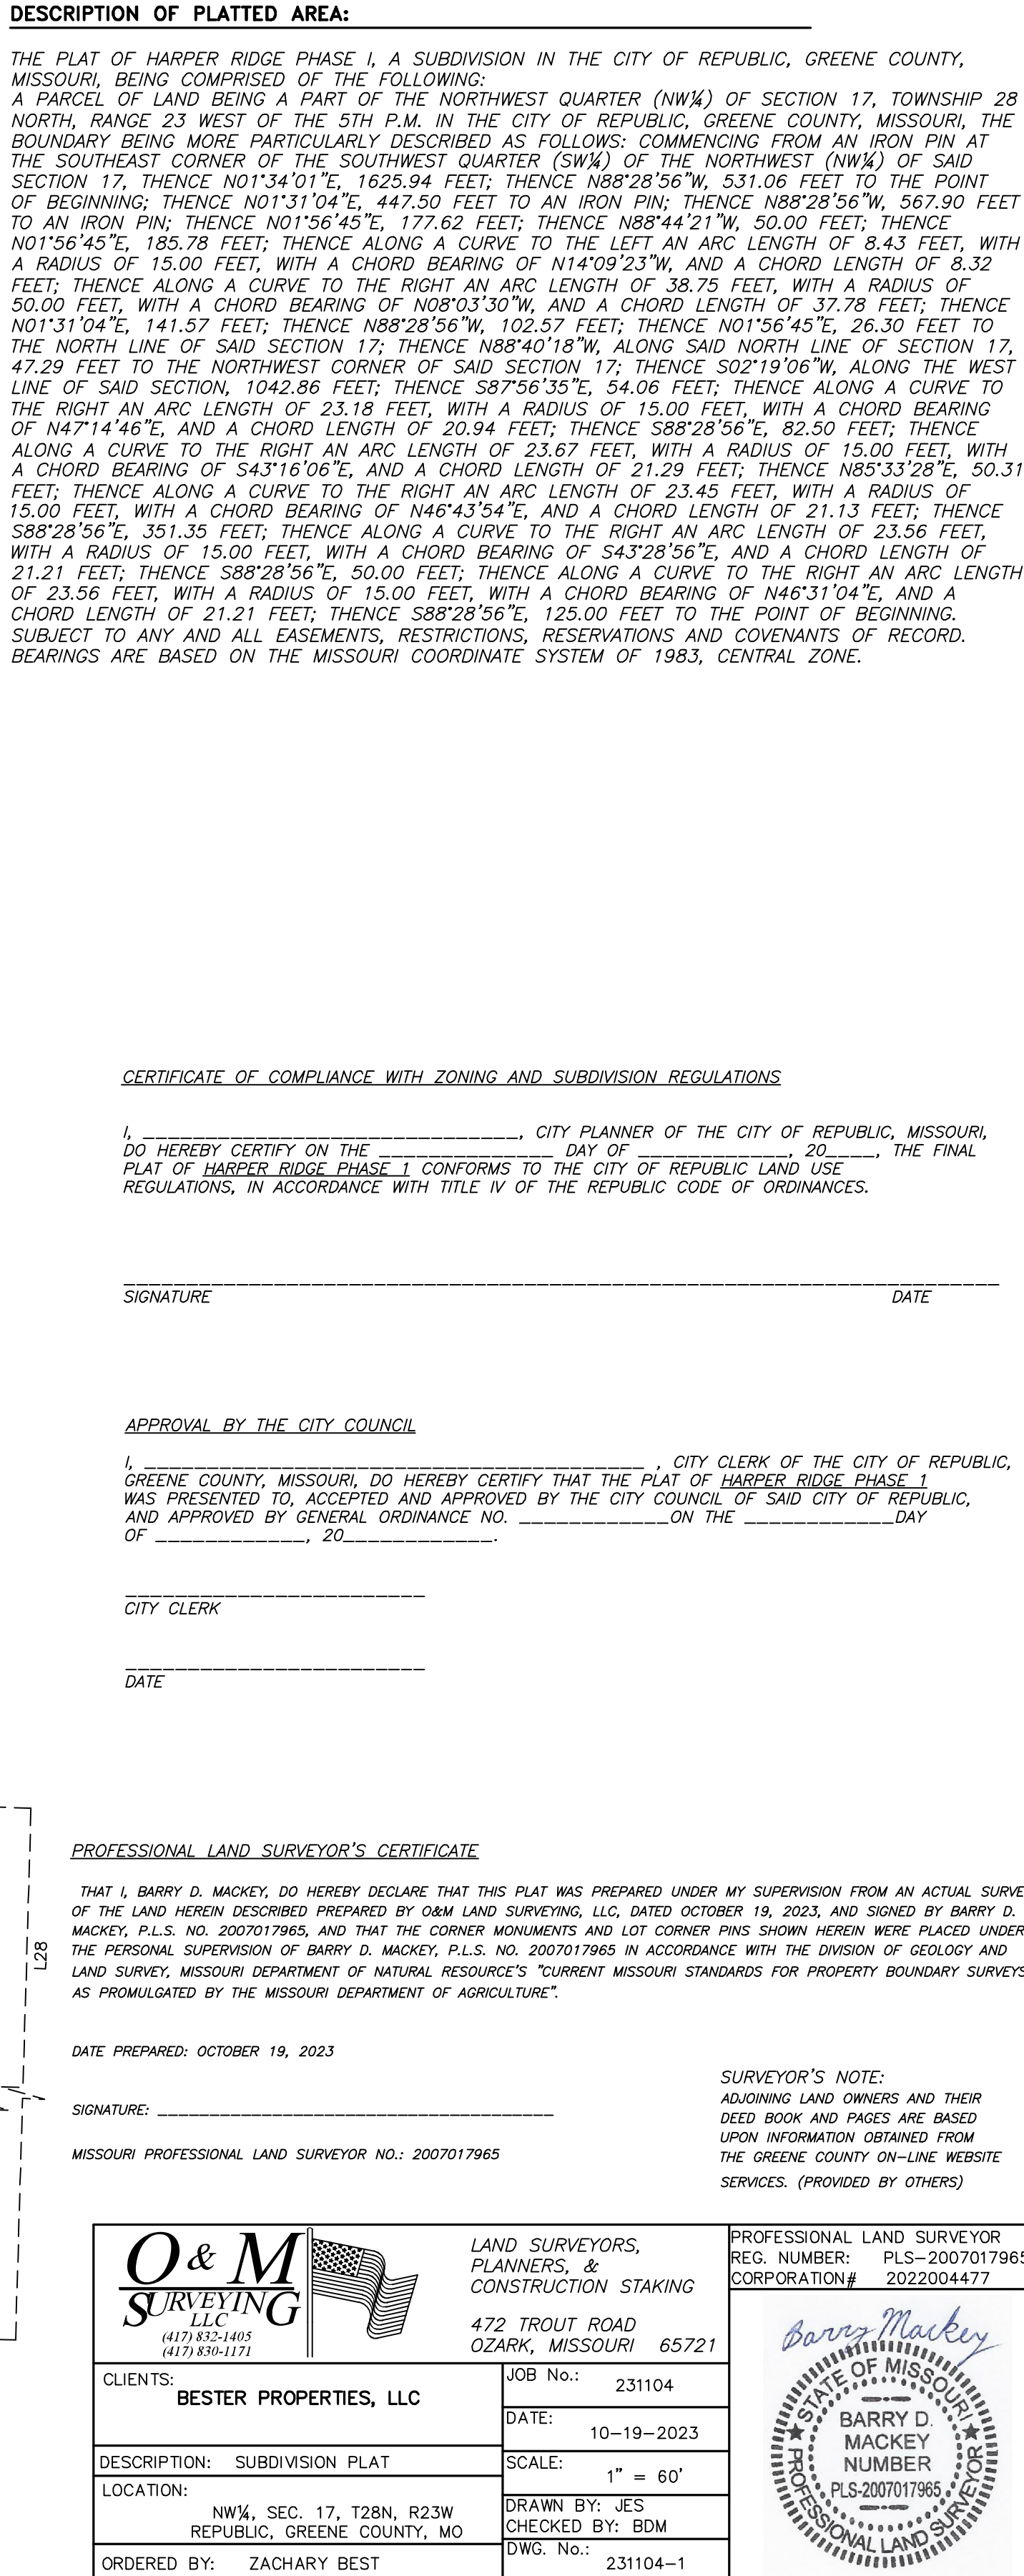 DESCRIPTION OF PLATTED AREA:
THE PLAT OF HARPER RIDGE PHASE I, A SUBDIVISION IN THE CITY OF REPUBLIC, GREENE COUNTY,
MISSOURI, BEING COMPRISED OF THE FOLLOWING:
A PARCEL OF LAND BEING A PART OF THE NORTHWEST QUARTER (NW¼) OF SECTION 17, TOWNSHIP 28
NORTH, RANGE 23 WEST OF THE 5TH P.M. IN THE CITY OF REPUBLIC, GREENE COUNTY, MISSOURI, THE
BOUNDARY BEING MORE PARTICULARLY DESCRIBED AS FOLLOWS: COMMENCING FROM AN IRON PIN AT
THE SOUTHEAST CORNER OF THE SOUTHWEST QUARTER (SW¼) OF THE NORTHWEST (NW¼) OF SAID
SECTION 17, THENCE N01°34'01"E, 1625.94 FEET; THENCE N88°28'56"W, 531.06 FEET TO THE POINT
OF BEGINNING; THENCE N01°31'04"E, 447.50 FEET TO AN IRON PIN; THENCE N88°28'56"W, 567.90 FEET
TO AN IRON PIN; THENCE N01°56'45"E, 177.62 FEET; THENCE N88°44'21"W, 50.00 FEET; THENCE
N01°56'45"E, 185.78 FEET; THENCE ALONG A CURVE TO THE LEFT AN ARC LENGTH OF 8.43 FEET, WITH
A RADIUS OF 15.00 FEET, WITH A CHORD BEARING OF N14°09'23"W, AND A CHORD LENGTH OF 8.32
FEET; THENCE ALONG A CURVE TO THE RIGHT AN ARC LENGTH OF 38.75 FEET, WITH A RADIUS OF
50.00 FEET, WITH A CHORD BEARING OF N08°03'30"W, AND A CHORD LENGTH OF 37.78 FEET; THENCE
N01°31'04"E, 141.57 FEET; THENCE N88°28'56"W, 102.57 FEET; THENCE N01°56'45"E, 26.30 FEET TO
THE NORTH LINE OF SAID SECTION 17; THENCE N88°40'18"W, ALONG SAID NORTH LINE OF SECTION 17,
47.29 FEET TO THE NORTHWEST CORNER OF SAID SECTION 17; THENCE S02°19'06"W, ALONG THE WEST
LINE OF SAID SECTION, 1042.86 FEET; THENCE S87°56'35"E, 54.06 FEET; THENCE ALONG A CURVE TO
THE RIGHT AN ARC LENGTH OF 23.18 FEET, WITH A RADIUS OF 15.00 FEET, WITH A CHORD BEARING
OF N47°14'46"E, AND A CHORD LENGTH OF 20.94 FEET; THENCE S88°28'56"E, 82.50 FEET; THENCE
ALONG A CURVE TO THE RIGHT AN ARC LENGTH OF 23.67 FEET, WITH A RADIUS OF 15.00 FEET, WITH
A CHORD BEARING OF S43°16'06"E, AND A CHORD LENGTH OF 21.29 FEET; THENCE N85°33'28"E, 50.31
FEET; THENCE ALONG A CURVE TO THE RIGHT AN ARC LENGTH OF 23.45 FEET, WITH A RADIUS OF
15.00 FEET, WITH A CHORD BEARING OF N46°43'54"E, AND A CHORD LENGTH OF 21.13 FEET; THENCE
S88°28'56"E, 351.35 FEET; THENCE ALONG A CURVE TO THE RIGHT AN ARC LENGTH OF 23.56 FEET,
WITH A RADIUS OF 15.00 FEET, WITH A CHORD BEARING OF S43°28'56"E, AND A CHORD LENGTH OF
21.21 FEET; THENCE S88°28'56"E, 50.00 FEET; THENCE ALONG A CURVE TO THE RIGHT AN ARC LENGTH
OF 23.56 FEET, WITH A RADIUS OF 15.00 FEET, WITH A CHORD BEARING OF N46°31'04"E, AND A
CHORD LENGTH OF 21.21 FEET; THENCE S88°28'56"E, 125.00 FEET TO THE POINT OF BEGINNING.
SUBJECT TO ANY AND ALL EASEMENTS, RESTRICTIONS, RESERVATIONS AND COVENANTS OF RECORD.
BEARINGS ARE BASED ON THE MISSOURI COORDINATE SYSTEM OF 1983, CENTRAL ZONE.
CERTIFICATE OF COMPLIANCE WITH ZONING AND SUBDIVISION REGULATIONS
I, ______________________________, CITY PLANNER OF THE CITY OF REPUBLIC, MISSOURI,
DO HEREBY CERTIFY ON THE ______________ DAY OF ____________, 20____, THE FINAL
PLAT OF HARPER RIDGE PHASE 1 CONFORMS TO THE CITY OF REPUBLIC LAND USE
REGULATIONS, IN ACCORDANCE WITH TITLE IV OF THE REPUBLIC CODE OF ORDINANCES.
SIGNATURE DATE
APPROVAL BY THE CITY COUNCIL
I, ________________________________________ , CITY CLERK OF THE CITY OF REPUBLIC,
GREENE COUNTY, MISSOURI, DO HEREBY CERTIFY THAT THE PLAT OF HARPER RIDGE PHASE 1
WAS PRESENTED TO, ACCEPTED AND APPROVED BY THE CITY COUNCIL OF SAID CITY OF REPUBLIC,
AND APPROVED BY GENERAL ORDINANCE NO. ____________ON THE ____________DAY
OF ____________, 20____________.
CITY CLERK
DATE
L28
PROFESSIONAL LAND SURVEYOR'S CERTIFICATE
THAT I, BARRY D. MACKEY, DO HEREBY DECLARE THAT THIS PLAT WAS PREPARED UNDER MY SUPERVISION FROM AN ACTUAL SURVE
OF THE LAND HEREIN DESCRIBED PREPARED BY O&M LAND SURVEYING, LLC, DATED OCTOBER 19, 2023, AND SIGNED BY BARRY D.
MACKEY, P.L.S. NO. 2007017965, AND THAT THE CORNER MONUMENTS AND LOT CORNER PINS SHOWN HEREIN WERE PLACED UNDER
THE PERSONAL SUPERVISION OF BARRY D. MACKEY, P.L.S. NO. 2007017965 IN ACCORDANCE WITH THE DIVISION OF GEOLOGY AND
LAND SURVEY, MISSOURI DEPARTMENT OF NATURAL RESOURCE'S "CURRENT MISSOURI STANDARDS FOR PROPERTY BOUNDARY SURVEYS
AS PROMULGATED BY THE MISSOURI DEPARTMENT OF AGRICULTURE".
DATE PREPARED: OCTOBER 19, 2023
SIGNATURE: ______________________________________
MISSOURI PROFESSIONAL LAND SURVEYOR NO.: 2007017965
SURVEYOR'S NOTE:
ADJOINING LAND OWNERS AND THEIR
DEED BOOK AND PAGES ARE BASED
UPON INFORMATION OBTAINED FROM
THE GREENE COUNTY ON-LINE WEBSITE
SERVICES. (PROVIDED BY OTHERS)
O & M
SURVEYING
LLC
(417) 832-1405
(417) 830-1171
LAND SURVEYORS,
PLANNERS, &
CONSTRUCTION STAKING
472 TROUT ROAD
OZARK, MISSOURI 65721
PROFESSIONAL LAND SURVEYOR
REG. NUMBER: PLS-2007017965
CORPORATION# 2022004477
CLIENTS:
BESTER PROPERTIES, LLC
DESCRIPTION: SUBDIVISION PLAT
LOCATION:
NW¼, SEC. 17, T28N, R23W
REPUBLIC, GREENE COUNTY, MO
ORDERED BY: ZACHARY BEST
JOB No.: 231104
DATE: 10-19-2023
SCALE: 1" = 60'
DRAWN BY: JES
CHECKED BY: BDM
DWG. No.: 231104-1
Barry Mackey
STATE OF MISSOURI
BARRY D.
MACKEY
NUMBER
PLS-2007017965
PROFESSIONAL LAND SURVEYOR